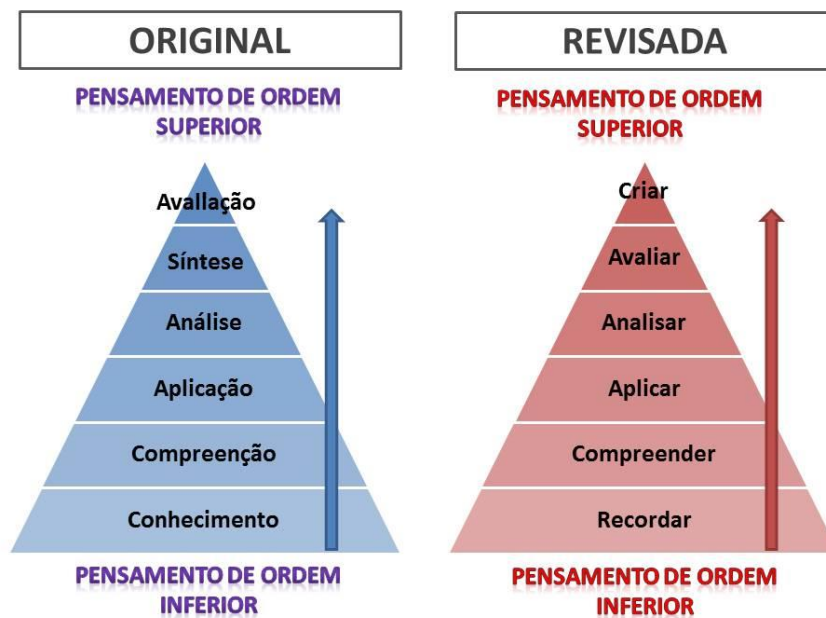 ORIGINAL
PENSAMENTO DE ORDEM
SUPERIOR
Avallação
Síntese
Análise
Aplicação
Compreenção
Conhecimento
PENSAMENTO DE ORDEM
INFERIOR
REVISADA
PENSAMENTO DE ORDEM
SUPERIOR
Criar
Avaliar
Analisar
Aplicar
Compreender
Recordar
PENSAMENTO DE ORDEM
INFERIOR